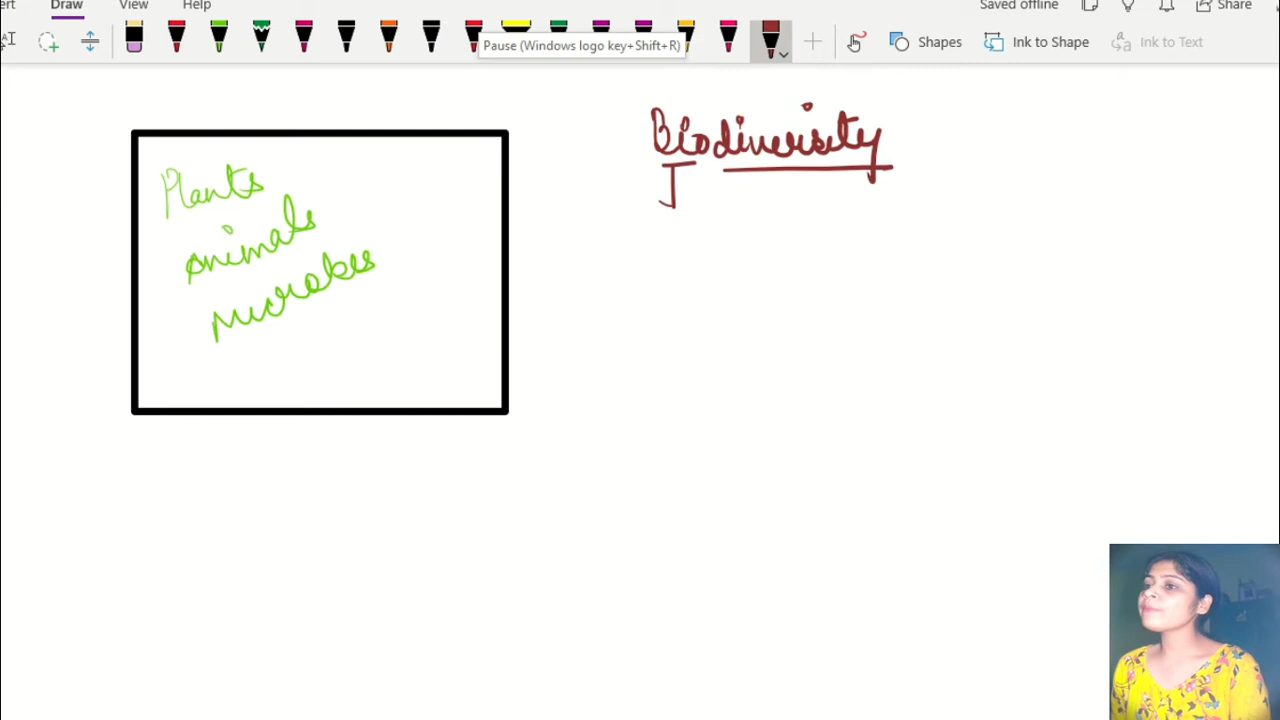 Draw View Help Saved offline Share
Pause (Windows logo key+Shift+R) Shapes Ink to Shape Ink to Text
Biodiversity
Plants
Animals
Microbes